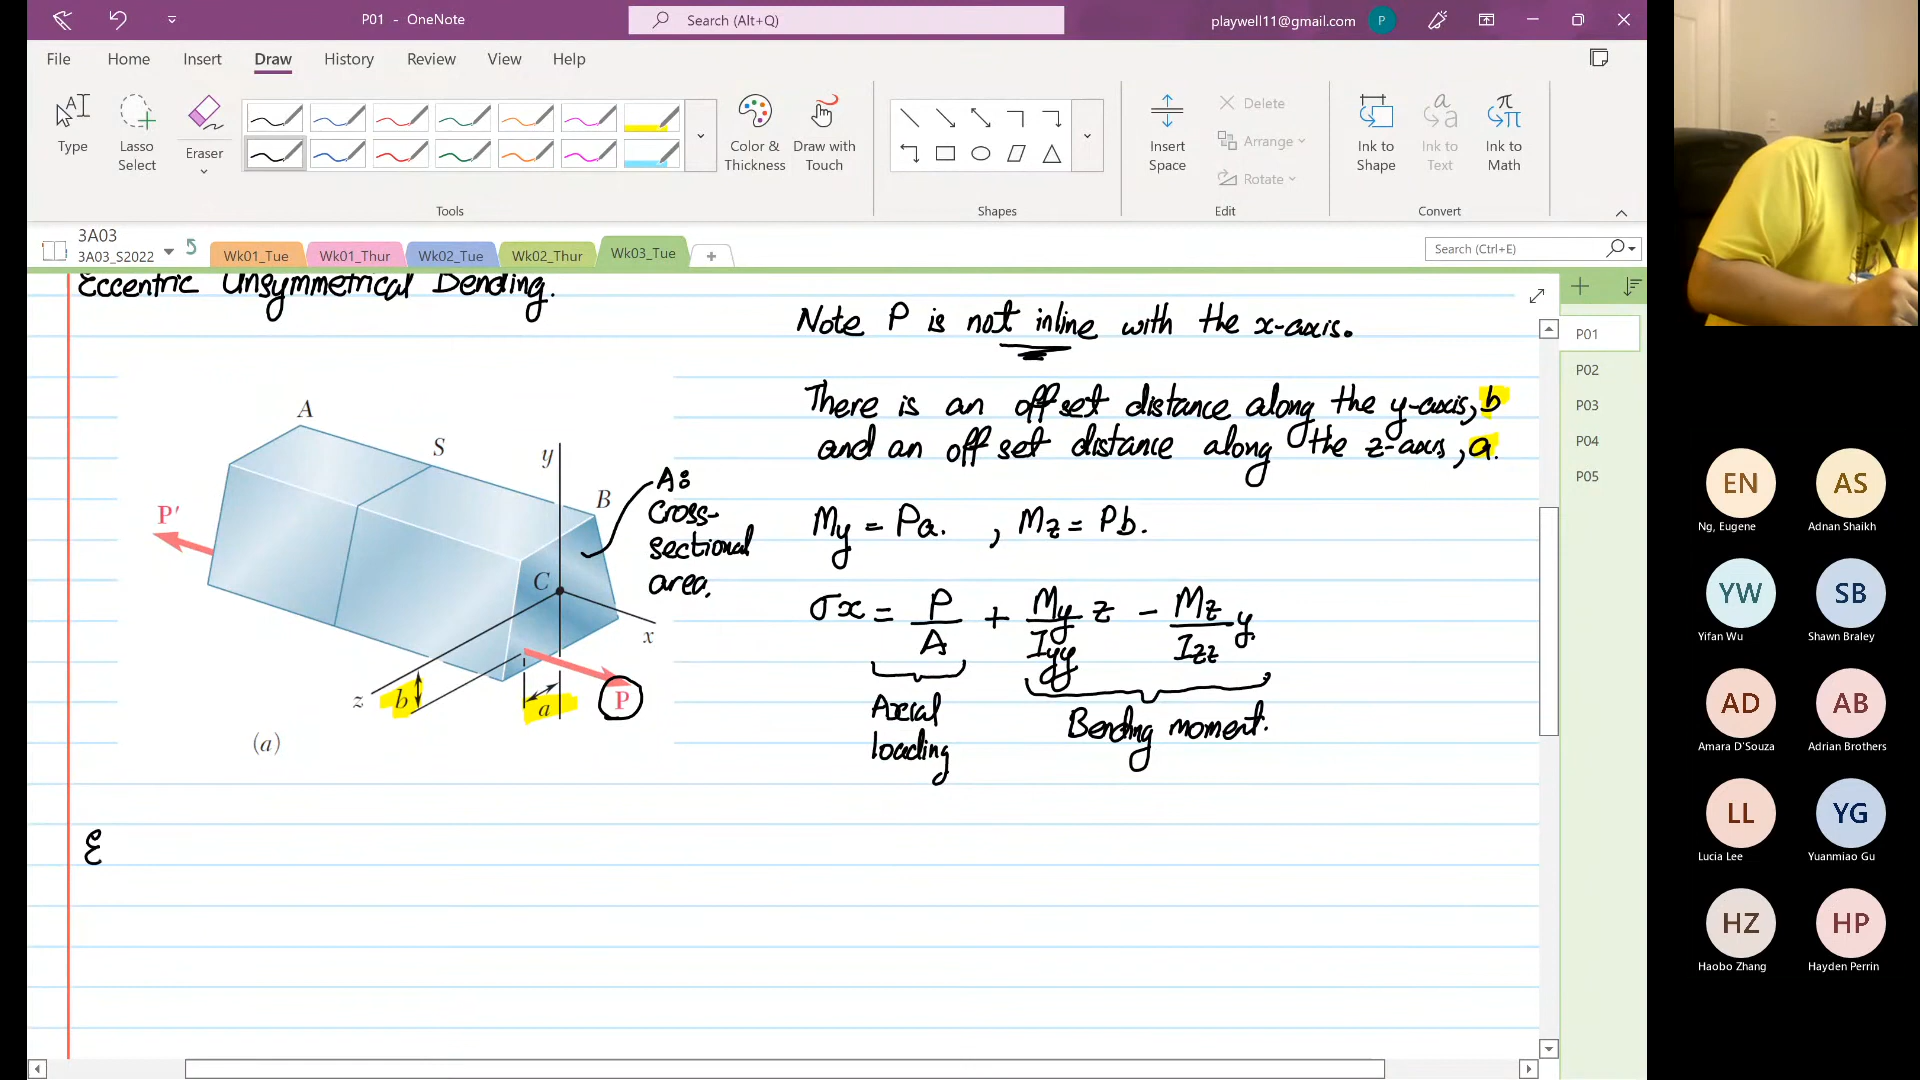 P01 - OneNote
Search (Alt+Q)
playwell11@gmail.com
P
File
Home
Insert
Draw
History
Review
View
Help
Type
Lasso Select
Eraser
Color & Thickness
Draw with Touch
Insert Space
Delete
Arrange
Rotate
Ink to Shape
Ink to Text
Ink to Math
Tools
Shapes
Edit
Convert
3A03
3A03_S2022
Wk01_Tue
Wk01_Thur
Wk02_Tue
Wk02_Thur
Wk03_Tue
Search (Ctrl+E)
P01
P02
P03
P04
P05
Eccentric Unsymmetrical Bending.
Note P is not inline with the x-axis.
There is an offset distance along the y-axis, b
and an offset distance along the z-axis, a.
My = Pa. , Mz = Pb.
σx = P/A + My/Iyy z - Mz/Izz y
Axial loading
Bending moment.
A
S
y
B
A:
Cross-
sectional
area.
P'
C
x
z
b
a
P
(a)
Ɛ
EN
Ng, Eugene
AS
Adnan Shaikh
YW
Yifan Wu
SB
Shawn Braley
AD
Amara D'Souza
AB
Adrian Brothers
LL
Lucia Lee
YG
Yuanmiao Gu
HZ
Haobo Zhang
HP
Hayden Perrin